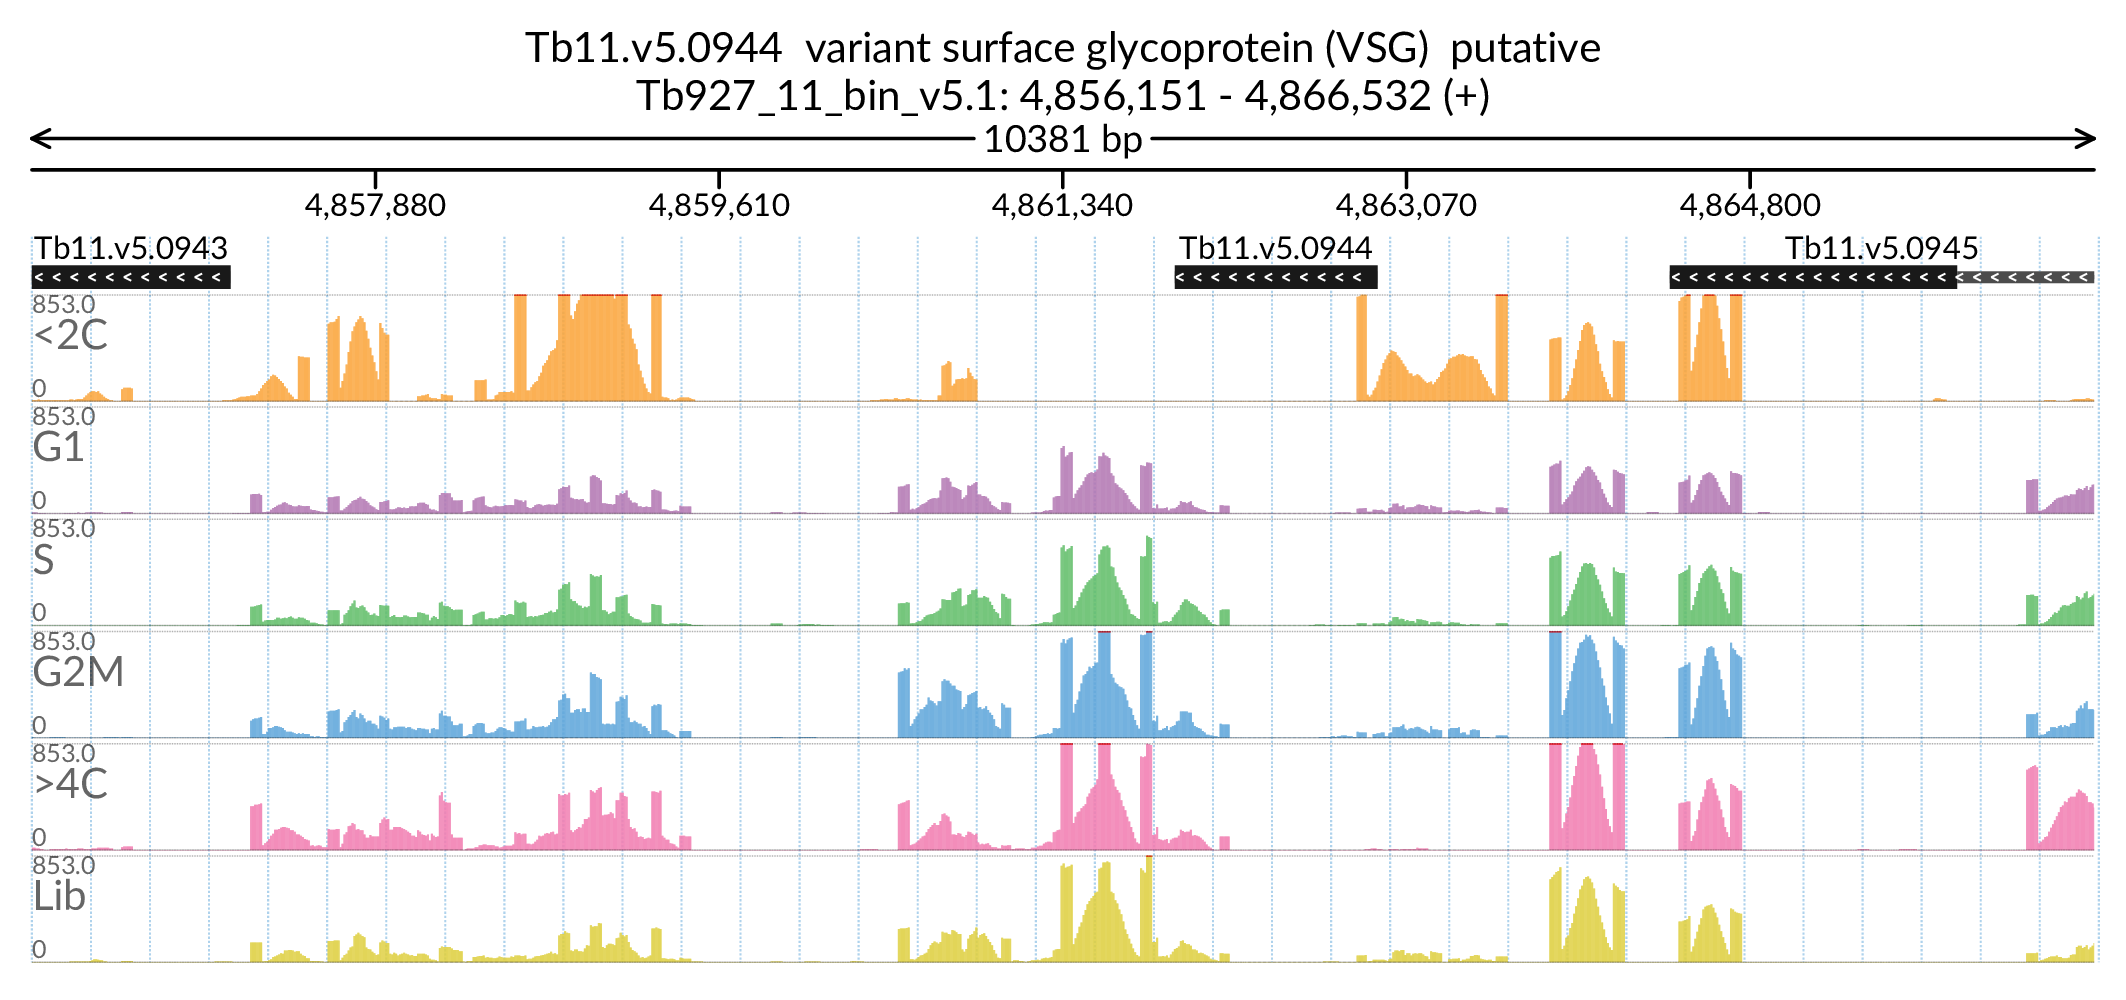 Tb11.v5.0944  variant surface glycoprotein (VSG)  putative
Tb927_11_bin_v5.1: 4,856,151 - 4,866,532 (+)
10381 bp
4,857,880 4,859,610 4,861,340 4,863,070 4,864,800
Tb11.v5.0943 Tb11.v5.0944 Tb11.v5.0945
853.0
<2C
0
853.0
G1
0
853.0
S
0
853.0
G2M
0
853.0
>4C
0
853.0
Lib
0